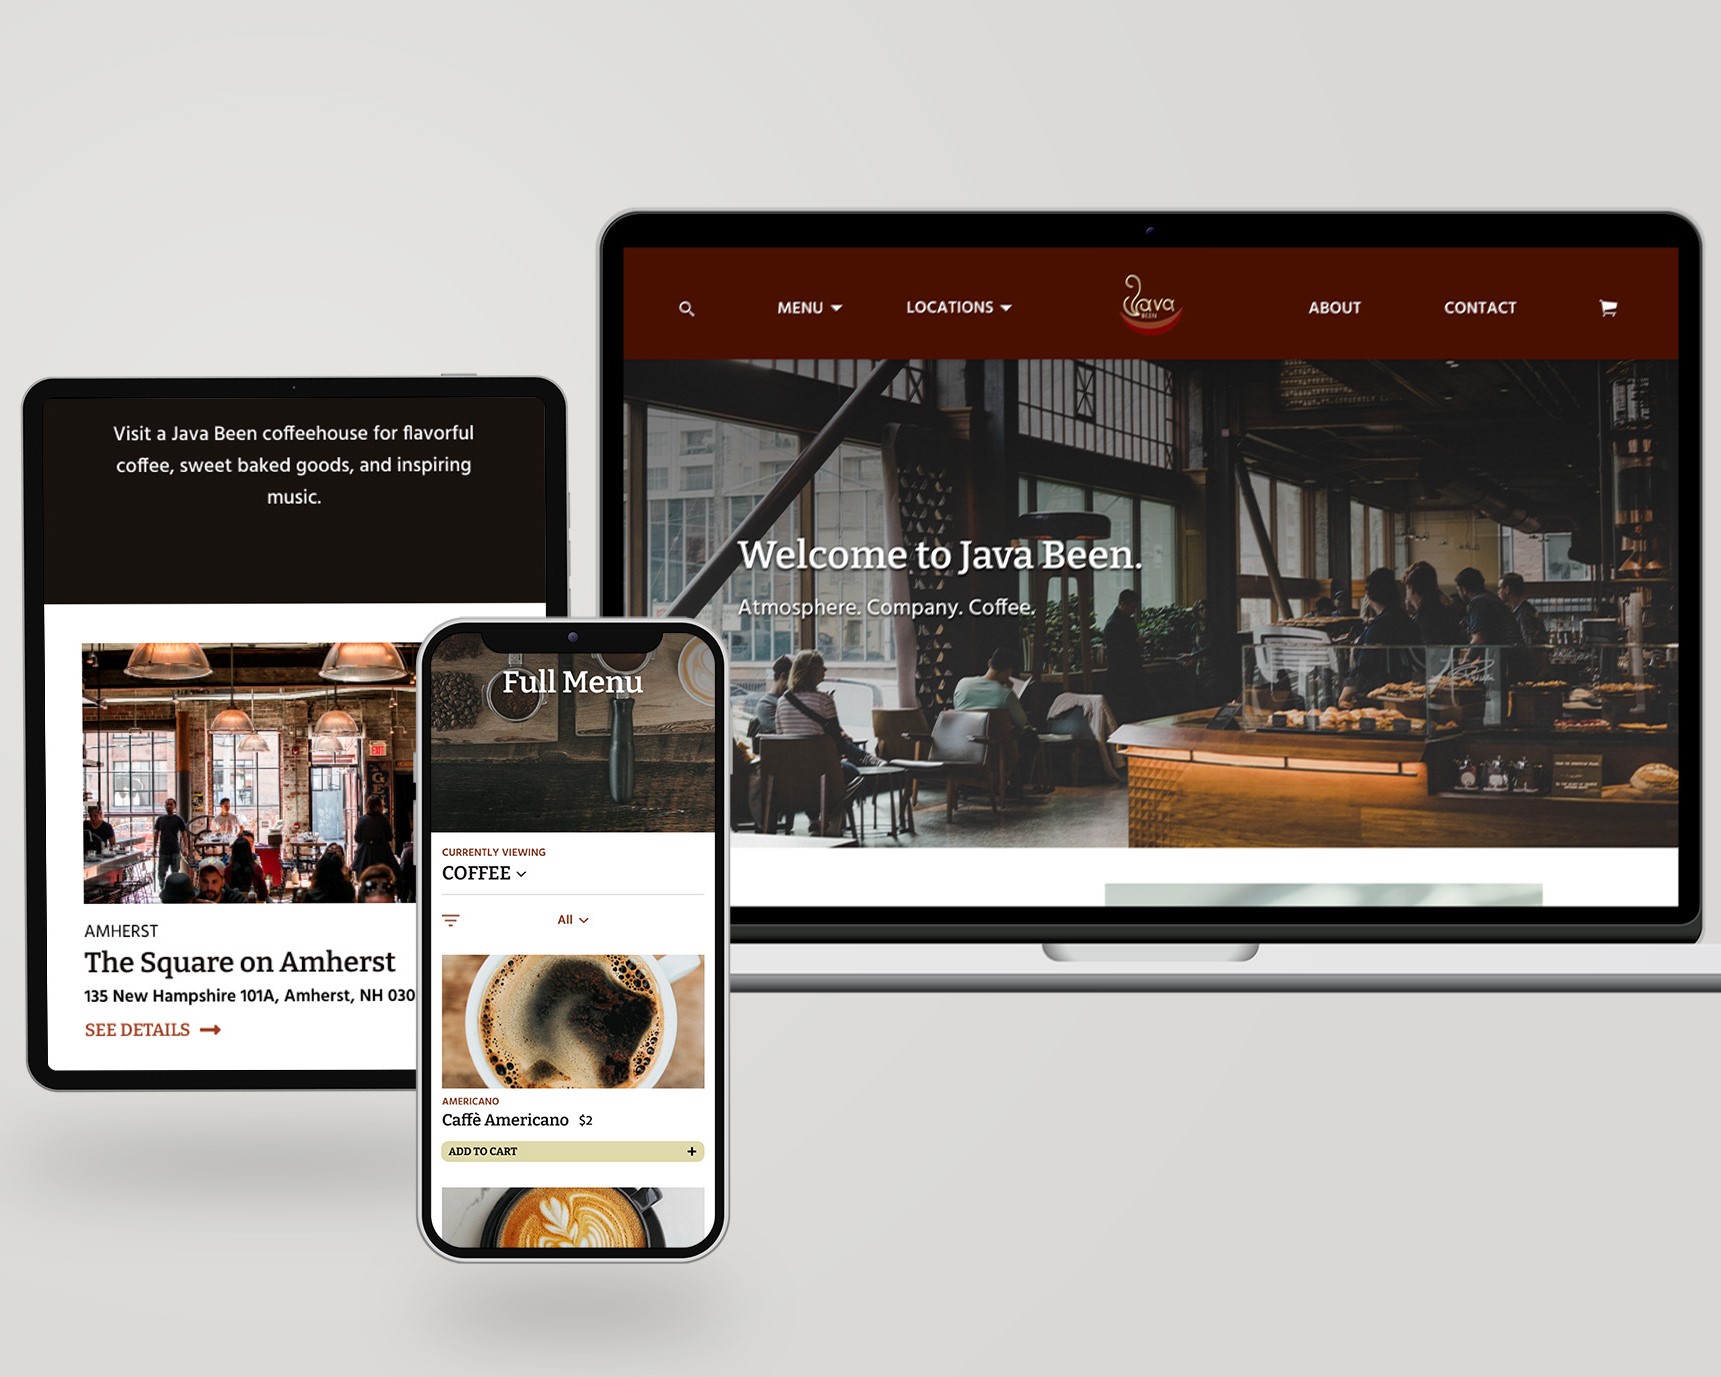 MENU
LOCATIONS
Java
BEEN
ABOUT
CONTACT
Welcome to Java Been.
Atmosphere. Company. Coffee.
Visit a Java Been coffeehouse for flavorful
coffee, sweet baked goods, and inspiring
music.
EXIT
AMHERST
The Square on Amherst
135 New Hampshire 101A, Amherst, NH 030
SEE DETAILS
Full Menu
CURRENTLY VIEWING
COFFEE
All
AMERICANO
Caffè Americano $2
ADD TO CART +